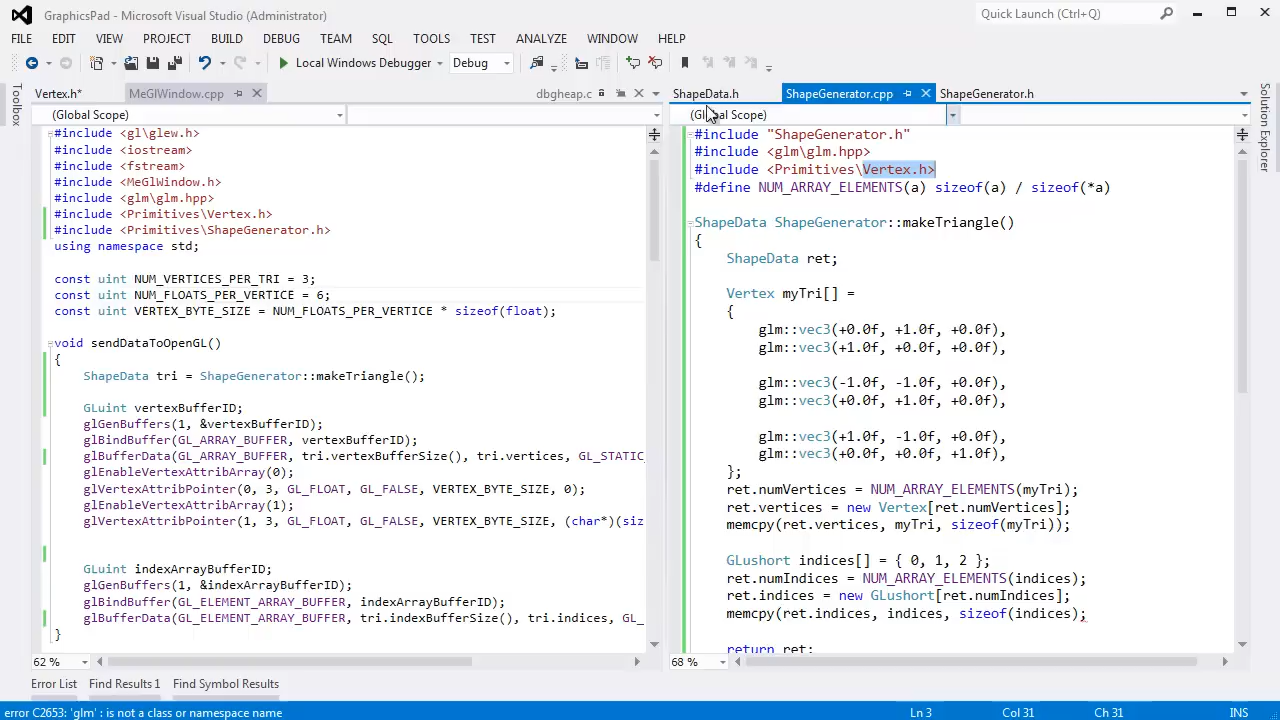 GraphicsPad - Microsoft Visual Studio (Administrator)
Quick Launch (Ctrl+Q)
FILE EDIT VIEW PROJECT BUILD DEBUG TEAM SQL TOOLS TEST ANALYZE WINDOW HELP
Local Windows Debugger Debug
Toolbox
Vertex.h* MeGlWindow.cpp dbgheap.c
(Global Scope)
#include <gl\glew.h>
#include <iostream>
#include <fstream>
#include <MeGlWindow.h>
#include <glm\glm.hpp>
#include <Primitives\Vertex.h>
#include <Primitives\ShapeGenerator.h>
using namespace std;
const uint NUM_VERTICES_PER_TRI = 3;
const uint NUM_FLOATS_PER_VERTICE = 6;
const uint VERTEX_BYTE_SIZE = NUM_FLOATS_PER_VERTICE * sizeof(float);
void sendDataToOpenGL()
{
ShapeData tri = ShapeGenerator::makeTriangle();
GLuint vertexBufferID;
glGenBuffers(1, &vertexBufferID);
glBindBuffer(GL_ARRAY_BUFFER, vertexBufferID);
glBufferData(GL_ARRAY_BUFFER, tri.vertexBufferSize(), tri.vertices, GL_STATIC_
glEnableVertexAttribArray(0);
glVertexAttribPointer(0, 3, GL_FLOAT, GL_FALSE, VERTEX_BYTE_SIZE, 0);
glEnableVertexAttribArray(1);
glVertexAttribPointer(1, 3, GL_FLOAT, GL_FALSE, VERTEX_BYTE_SIZE, (char*)(siz
GLuint indexArrayBufferID;
glGenBuffers(1, &indexArrayBufferID);
glBindBuffer(GL_ELEMENT_ARRAY_BUFFER, indexArrayBufferID);
glBufferData(GL_ELEMENT_ARRAY_BUFFER, tri.indexBufferSize(), tri.indices, GL_
}
62 %
ShapeData.h ShapeGenerator.cpp ShapeGenerator.h
(Global Scope)
#include "ShapeGenerator.h"
#include <glm\glm.hpp>
#include <Primitives\Vertex.h>
#define NUM_ARRAY_ELEMENTS(a) sizeof(a) / sizeof(*a)
ShapeData ShapeGenerator::makeTriangle()
{
ShapeData ret;
Vertex myTri[] =
{
glm::vec3(+0.0f, +1.0f, +0.0f),
glm::vec3(+1.0f, +0.0f, +0.0f),
glm::vec3(-1.0f, -1.0f, +0.0f),
glm::vec3(+0.0f, +1.0f, +0.0f),
glm::vec3(+1.0f, -1.0f, +0.0f),
glm::vec3(+0.0f, +0.0f, +1.0f),
};
ret.numVertices = NUM_ARRAY_ELEMENTS(myTri);
ret.vertices = new Vertex[ret.numVertices];
memcpy(ret.vertices, myTri, sizeof(myTri));
GLushort indices[] = { 0, 1, 2 };
ret.numIndices = NUM_ARRAY_ELEMENTS(indices);
ret.indices = new GLushort[ret.numIndices];
memcpy(ret.indices, indices, sizeof(indices);
return ret;
68 %
Solution Explorer
Error List Find Results 1 Find Symbol Results
error C2653: 'glm' : is not a class or namespace name
Ln 3 Col 31 Ch 31 INS